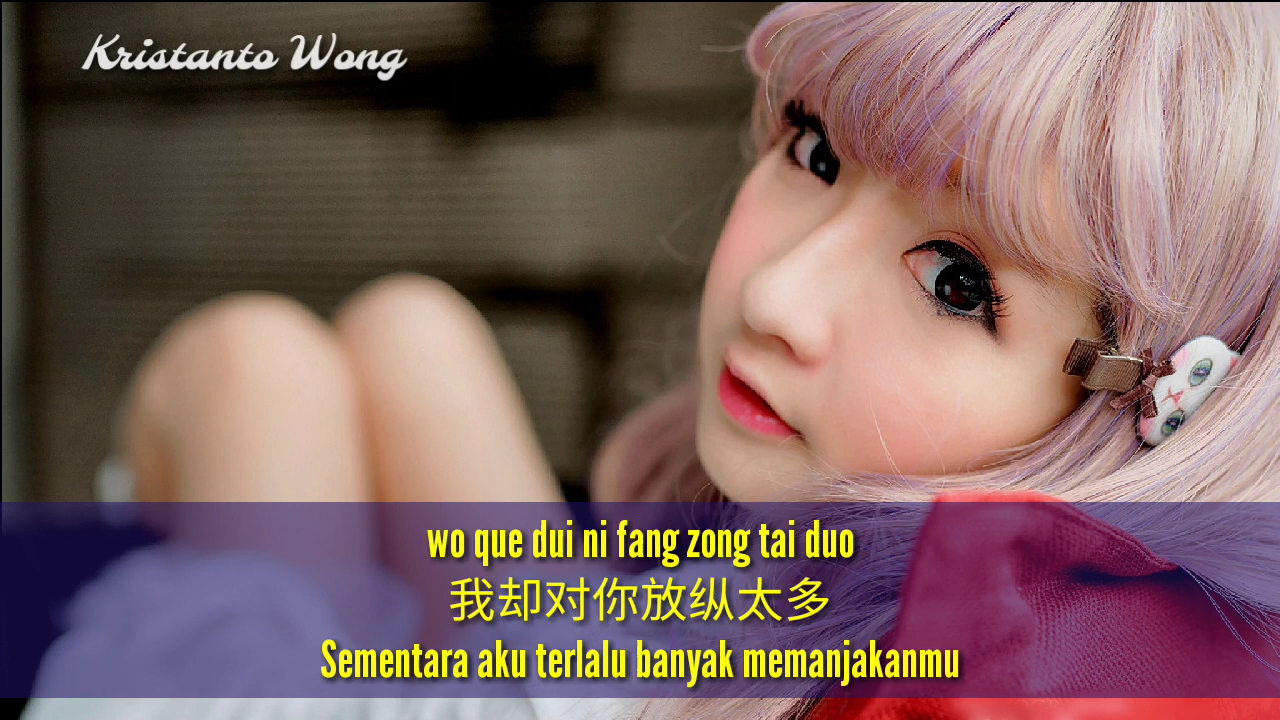 Kristanto Wong
wo que dui ni fang zong tai duo
我却对你放纵太多
Sementara aku terlalu banyak memanjakanmu